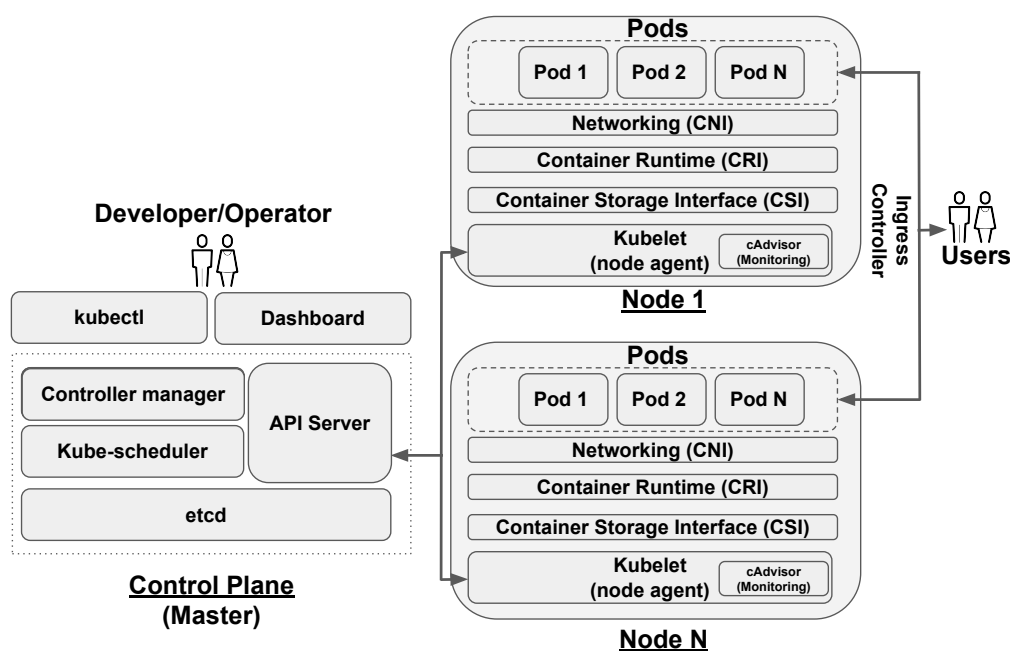 Developer/Operator
kubectl
Dashboard
Controller manager
Kube-scheduler
API Server
etcd
Control Plane
(Master)
Pods
Pod 1
Pod 2
Pod N
Networking (CNI)
Container Runtime (CRI)
Container Storage Interface (CSI)
Kubelet
(node agent)
cAdvisor
(Monitoring)
Node 1
Pods
Pod 1
Pod 2
Pod N
Networking (CNI)
Container Runtime (CRI)
Container Storage Interface (CSI)
Kubelet
(node agent)
cAdvisor
(Monitoring)
Node N
Ingress
Controller
Users